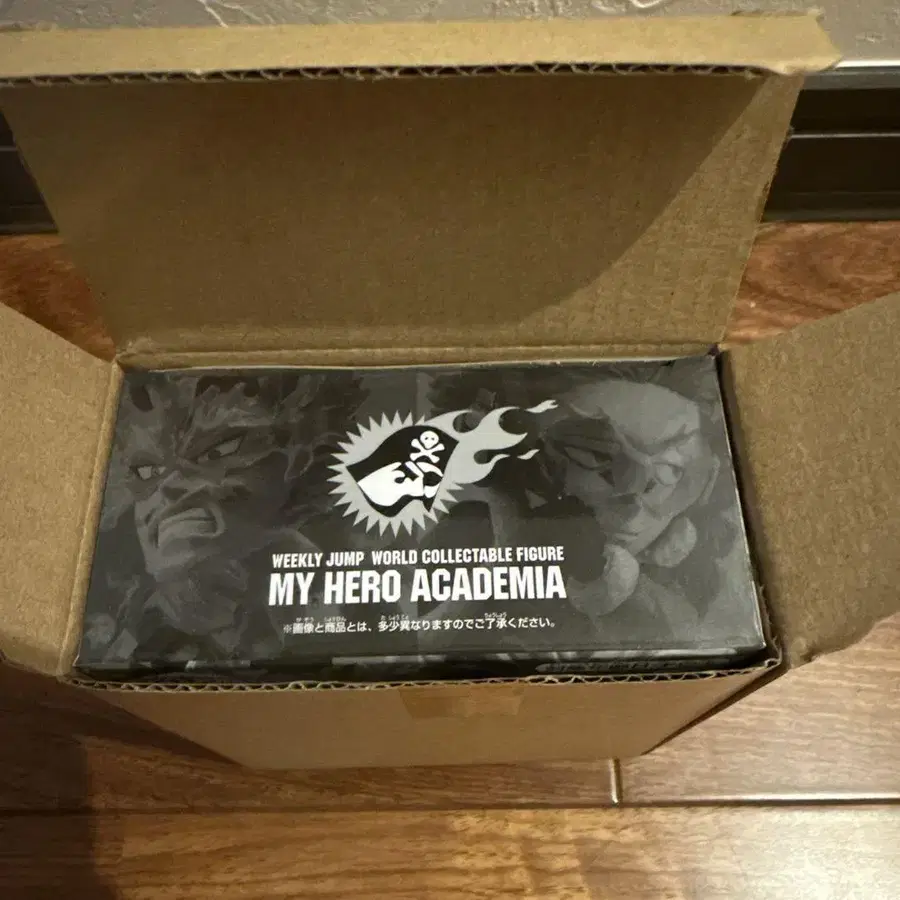 WEEKLY JUMP WORLD COLLECTABLE FIGURE
MY HERO ACADEMIA
※画像と商品とは、多少異なりますのでご了承ください。